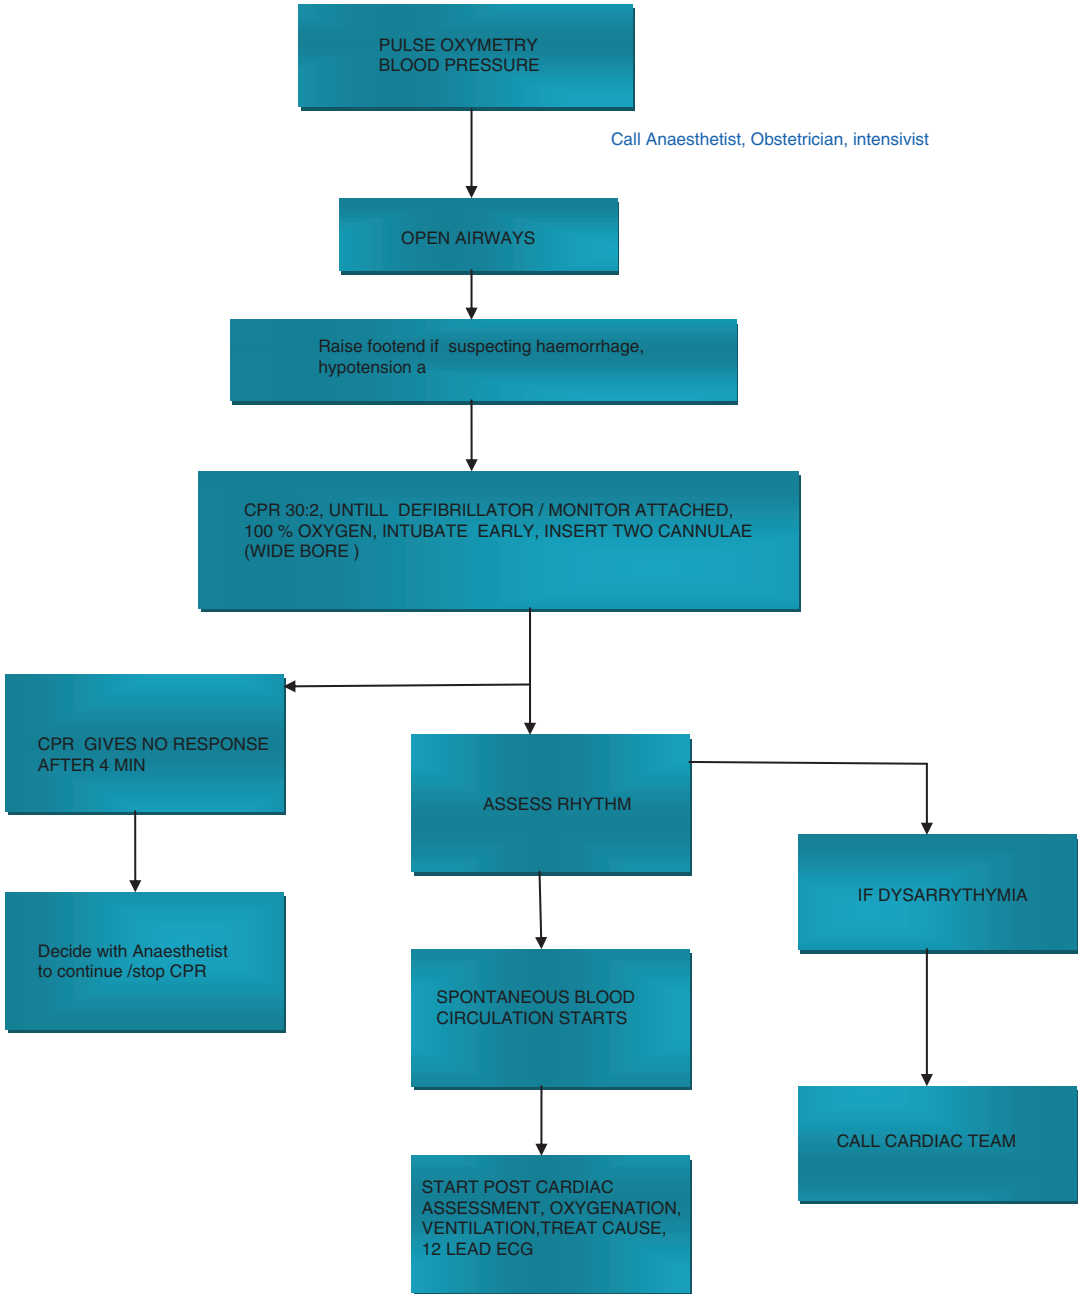 PULSE OXYMETRY
BLOOD PRESSURE
Call Anaesthetist, Obstetrician, intensivist
OPEN AIRWAYS
Raise footend if suspecting haemorrhage,
hypotension a
CPR 30:2, UNTILL DEFIBRILLATOR / MONITOR ATTACHED,
100 % OXYGEN, INTUBATE EARLY, INSERT TWO CANNULAE
(WIDE BORE )
CPR GIVES NO RESPONSE
AFTER 4 MIN
ASSESS RHYTHM
IF DYSARRYTHYMIA
Decide with Anaesthetist
to continue /stop CPR
SPONTANEOUS BLOOD
CIRCULATION STARTS
CALL CARDIAC TEAM
START POST CARDIAC
ASSESSMENT, OXYGENATION,
VENTILATION,TREAT CAUSE,
12 LEAD ECG